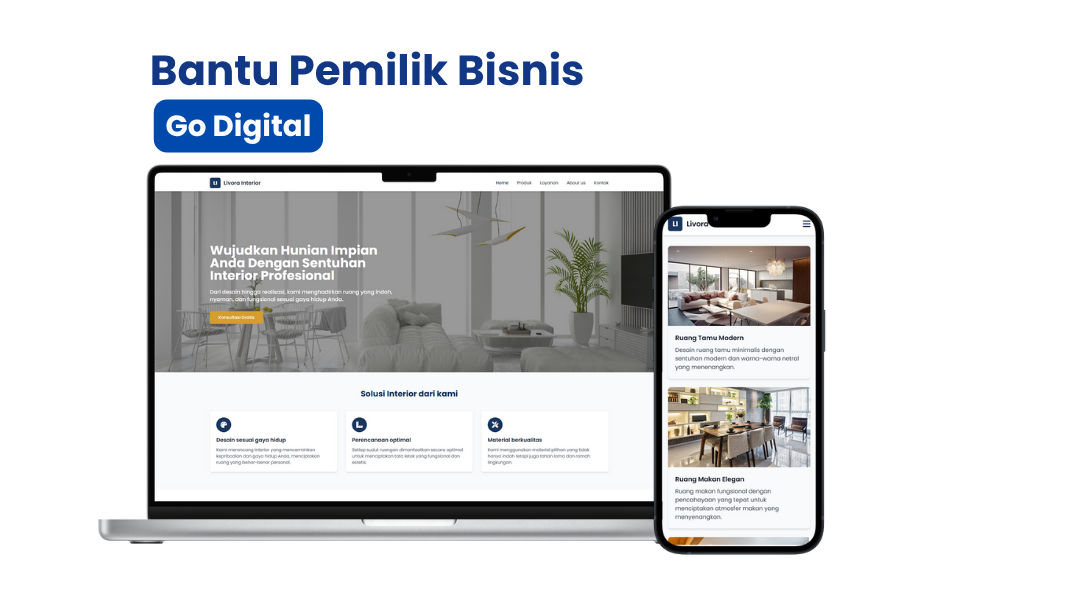 Bantu Pemilik Bisnis
Go Digital
LI Livora Interior
Home Produk Layanan About us Kontak
Wujudkan Hunian Impian
Anda Dengan Sentuhan
Interior Profesional
Dari desain hingga realisasi, kami menghadirkan ruang yang indah,
nyaman, dan fungsional sesuai gaya hidup Anda.
Konsultasi Gratis
Solusi Interior dari kami
Desain sesuai gaya hidup
Kami merancang interior yang mencerminkan
kepribadian dan gaya hidup Anda, menciptakan
ruang yang benar-benar personal.
Perencanaan optimal
Setiap sudut ruangan dimanfaatkan secara optimal
untuk menciptakan tata letak yang fungsional dan
estetis.
Material berkualitas
Kami menggunakan material pilihan yang tidak
hanya indah tetapi juga tahan lama dan ramah
lingkungan.
LI Livora
Ruang Tamu Modern
Desain ruang tamu minimalis dengan
sentuhan modern dan warna-warna netral
yang menenangkan.
Ruang Makan Elegan
Ruang makan fungsional dengan
pencahayaan yang tepat untuk
menciptakan atmosfer makan yang
menyenangkan.